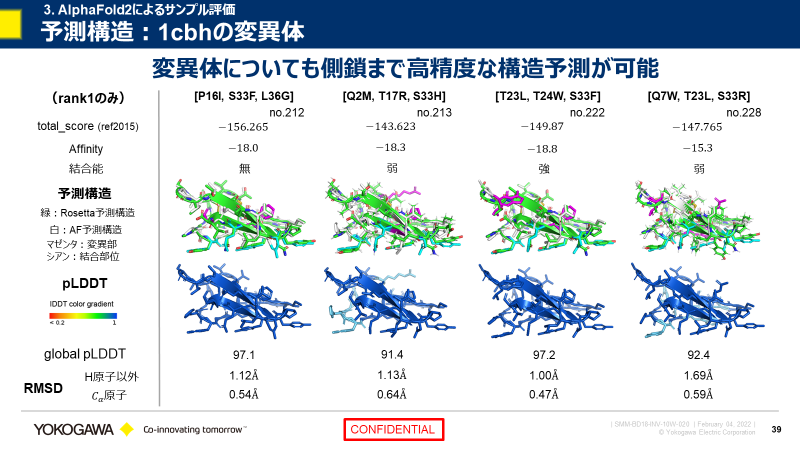 3. AlphaFold2によるサンプル評価
予測構造：1cbhの変異体
変異体についても側鎖まで高精度な構造予測が可能
（rank1のみ）
[P16I, S33F, L36G]
no.212
[Q2M, T17R, S33H]
no.213
[T23L, T24W, S33F]
no.222
[Q7W, T23L, S33R]
no.228
total_score (ref2015)
−156.265
−143.623
−149.87
−147.765
Affinity
−18.0
−18.3
−18.8
−15.3
結合能
無
弱
強
弱
予測構造
緑：Rosetta予測構造
白：AF予測構造
マゼンタ：変異部
シアン：結合部位
pLDDT
lDDT color gradient
< 0.2
1
global pLDDT
97.1
91.4
97.2
92.4
RMSD
H原子以外
1.12Å
1.13Å
1.00Å
1.69Å
Cα原子
0.54Å
0.64Å
0.47Å
0.59Å
YOKOGAWA
Co-innovating tomorrow™
CONFIDENTIAL
| February 04, 2022 |
© Yokogawa Electric Corporation
39